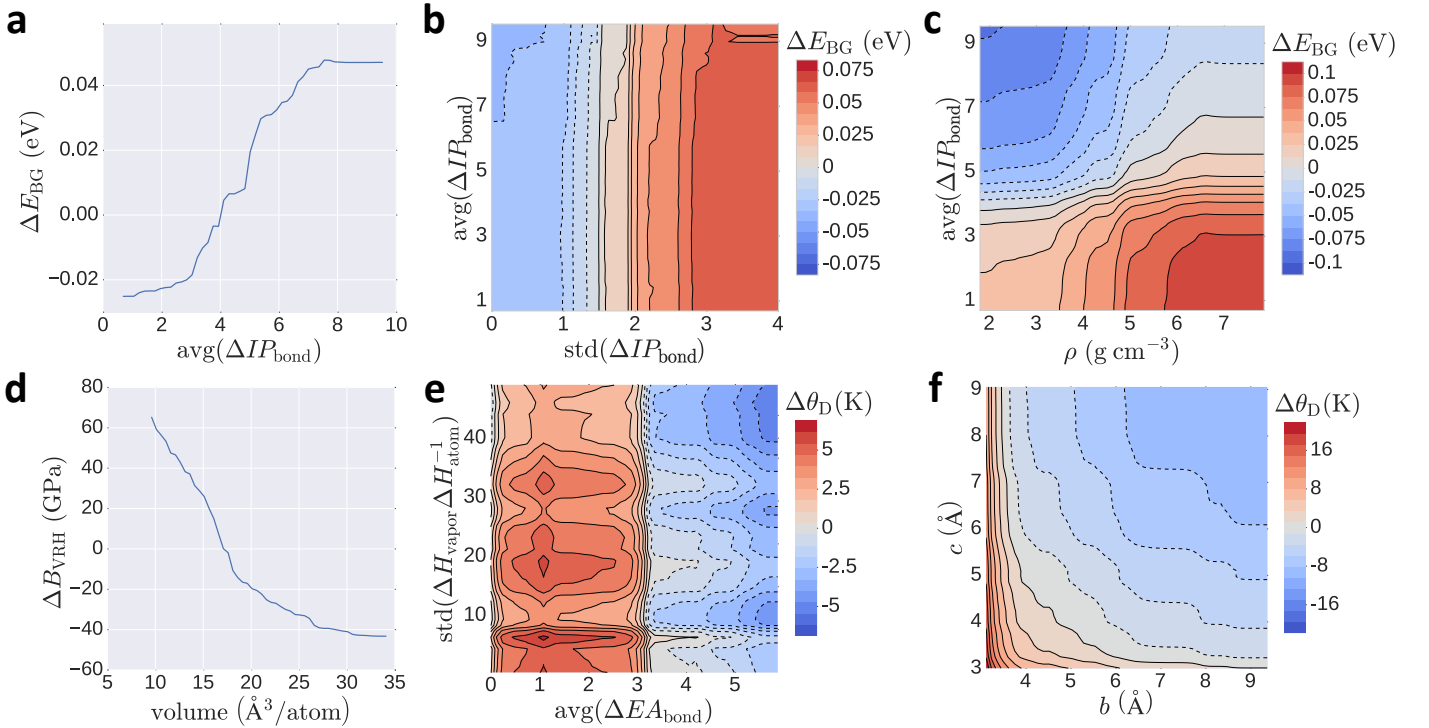 a
ΔE_BG (eV)
0.04
0.02
0.00
−0.02
0 2 4 6 8 10
avg(ΔIP_bond)
b
avg(ΔIP_bond)
9
7
5
3
1
0 1 2 3 4
std(ΔIP_bond)
ΔE_BG (eV)
0.075
0.05
0.025
0
-0.025
-0.05
-0.075
c
avg(ΔIP_bond)
9
7
5
3
1
2 3 4 5 6 7
ρ (g cm⁻³)
ΔE_BG (eV)
0.1
0.075
0.05
0.025
0
-0.025
-0.05
-0.075
-0.1
d
ΔB_VRH (GPa)
80
60
40
20
0
−20
−40
−60
5 10 15 20 25 30 35
volume (Å³/atom)
e
std(ΔH_vapor ΔH_atom⁻¹)
40
30
20
10
0 1 2 3 4 5
avg(ΔEA_bond)
Δθ_D(K)
5
2.5
0
-2.5
-5
f
c (Å)
9
8
7
6
5
4
3
4 5 6 7 8 9
b (Å)
Δθ_D(K)
16
8
0
-8
-16